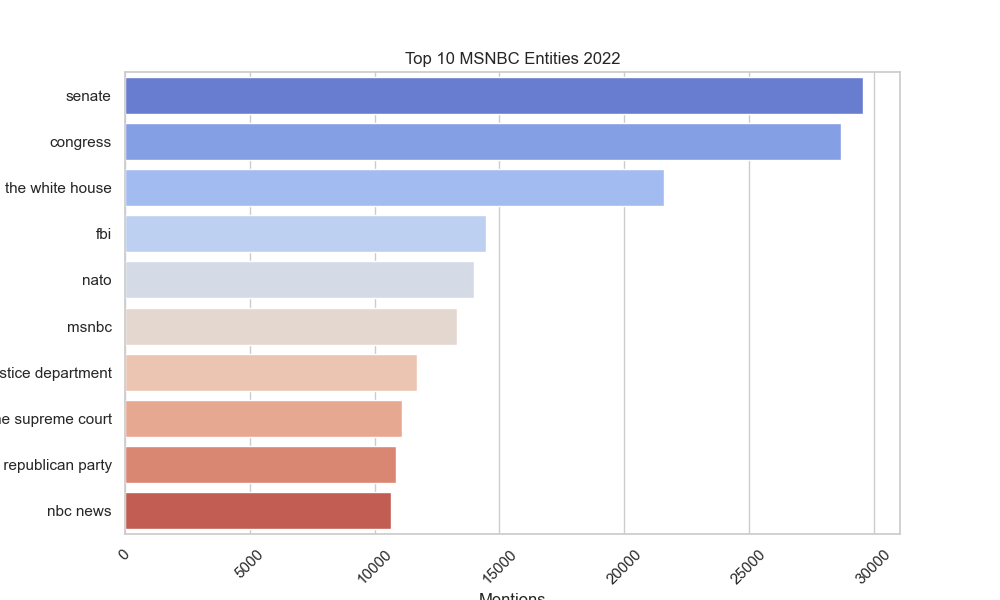 Top 10 MSNBC Entities 2022
senate
congress
the white house
fbi
nato
msnbc
stice department
e supreme court
republican party
nbc news
0
5000
10000
15000
20000
25000
30000
Mentions